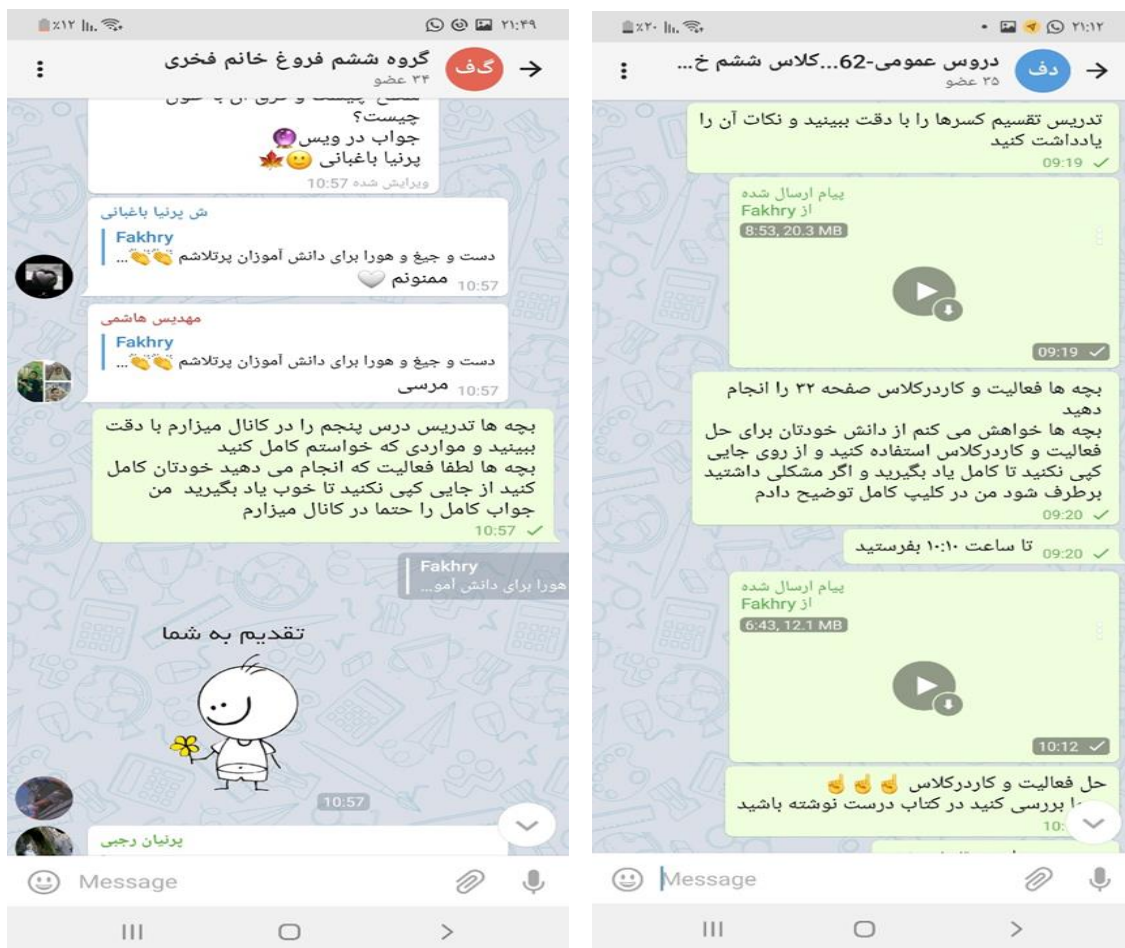 ٪۱۲
۲۱:۴۹
گروه ششم فروغ خانم فخری
گ‌ف
۳۴ عضو
چیست؟
جواب در ویس🔮
پرنیا باغبانی 🙂🍁
ویرایش شده 10:57
ش پرنیا باغبانی
Fakhry
دست و جیغ و هورا برای دانش آموزان پرتلاشم 👏👏...
ممنونم 🤍
10:57
مهدیس هاشمی
Fakhry
دست و جیغ و هورا برای دانش آموزان پرتلاشم 👏👏...
مرسی
10:57
بچه ها تدریس درس پنجم را در کانال میزارم با دقت
ببینید و مواردی که خواستم کامل کنید
بچه ها لطفا فعالیت که انجام می دهید خودتان کامل
کنید از جایی کپی نکنید تا خوب یاد بگیرید من
جواب کامل را حتما در کانال میزارم
10:57
Fakhry
هورا برای دانش آمو...
تقدیم به شما
10:57
پرنیان رجبی
Message
٪۲۰
۲۱:۱۲
دروس عمومی-62...کلاس ششم خ...
دف
۳۵ عضو
تدریس تقسیم کسرها را با دقت ببینید و نکات آن را
یادداشت کنید
09:19
پیام ارسال شده
از Fakhry
8:53, 20.3 MB
09:19
بچه ها فعالیت و کاردرکلاس صفحه ۳۲ را انجام
دهید
بچه ها خواهش می کنم از دانش خودتان برای حل
فعالیت و کاردرکلاس استفاده کنید و از روی جایی
کپی نکنید تا کامل یاد بگیرید و اگر مشکلی داشتید
برطرف شود من در کلیپ کامل توضیح دادم
09:20
تا ساعت ۱۰:۱۰ بفرستید
09:20
پیام ارسال شده
از Fakhry
6:43, 12.1 MB
10:12
حل فعالیت و کاردرکلاس ☝️☝️☝️
بررسی کنید در کتاب درست نوشته باشید
10:
Message